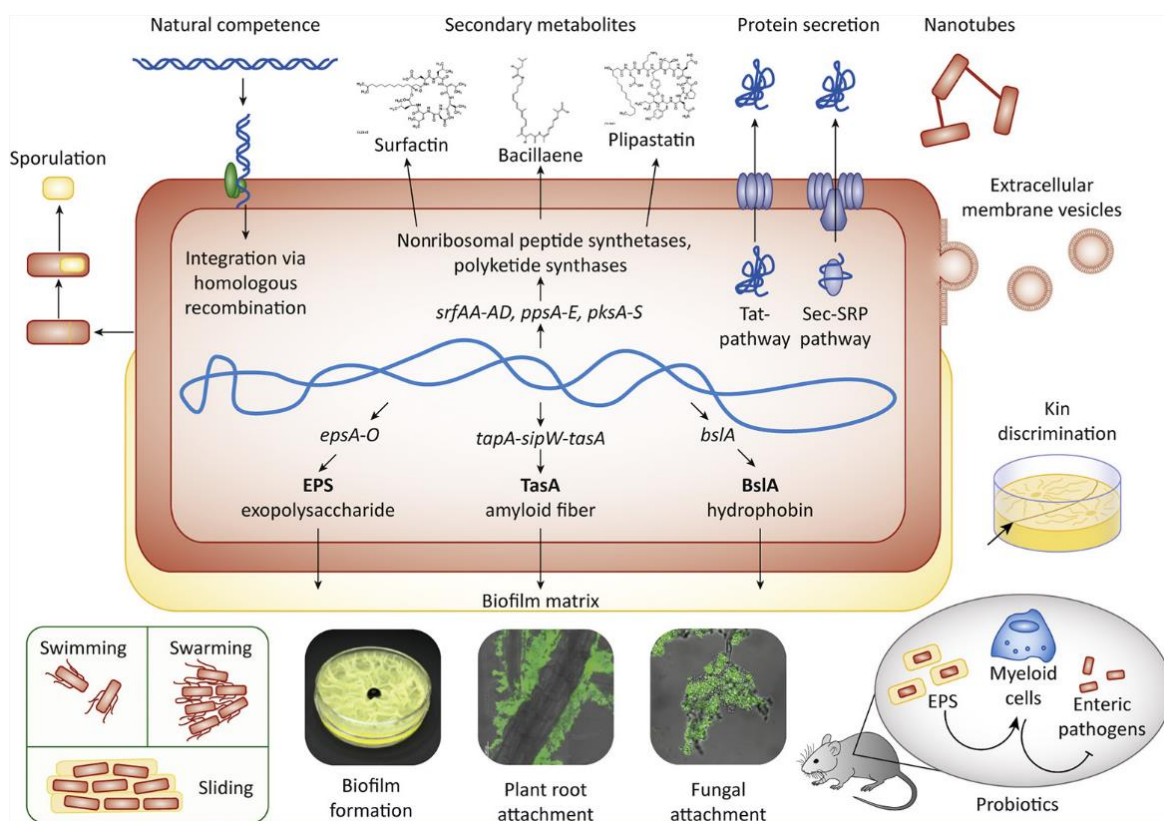 Natural competence
Secondary metabolites
Protein secretion
Nanotubes
Sporulation
Surfactin
Bacillaene
Plipastatin
Extracellular
membrane vesicles
Integration via
homologous
recombination
Nonribosomal peptide synthetases,
polyketide synthases
srfAA-AD, ppsA-E, pksA-S
Tat-
pathway
Sec-SRP
pathway
epsA-O
tapA-sipW-tasA
bslA
EPS
exopolysaccharide
TasA
amyloid fiber
BslA
hydrophobin
Kin
discrimination
Biofilm matrix
Swimming
Swarming
Sliding
Biofilm
formation
Plant root
attachment
Fungal
attachment
EPS
Myeloid
cells
Enteric
pathogens
Probiotics